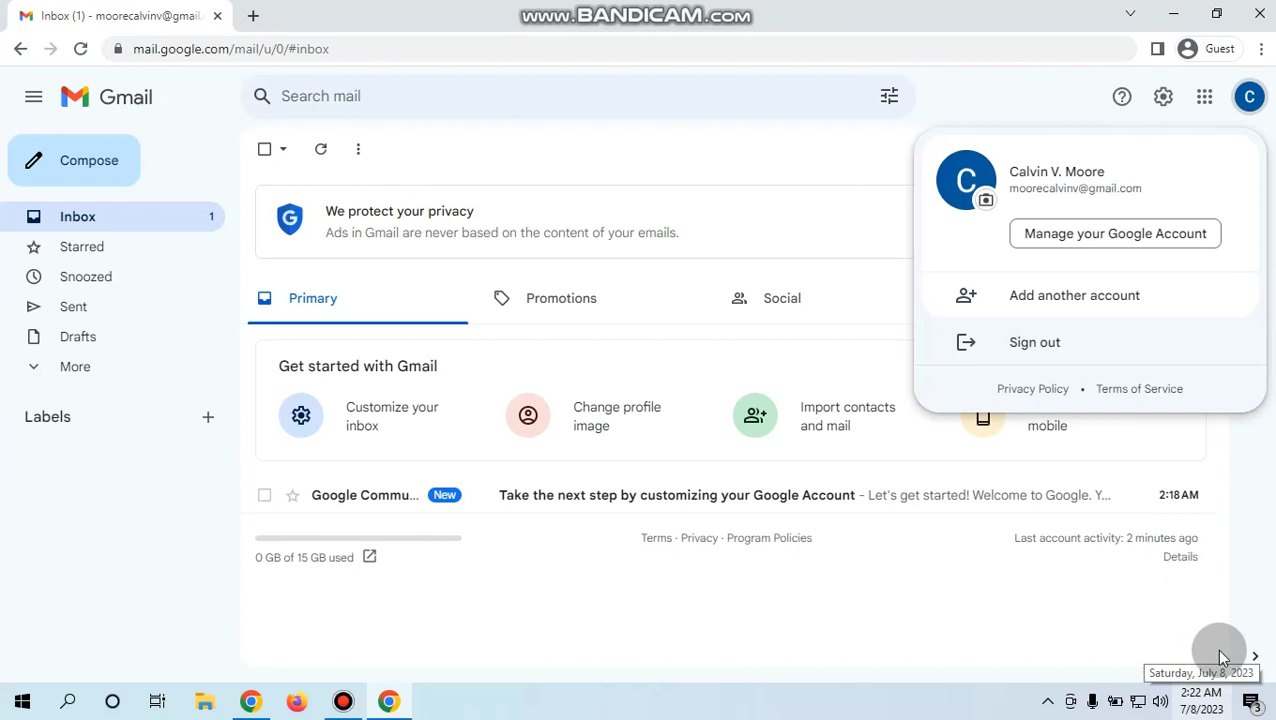 Inbox (1) - moorecalvinv@gmail.
www.BANDICAM.com
mail.google.com/mail/u/0/#inbox
Guest
Gmail
Search mail
C
Compose
Inbox 1
Starred
Snoozed
Sent
Drafts
More
Labels
We protect your privacy
Ads in Gmail are never based on the content of your emails.
Primary
Promotions
Social
Get started with Gmail
Customize your
inbox
Change profile
image
Import contacts
and mail
mobile
Google Commu... New Take the next step by customizing your Google Account - Let's get started! Welcome to Google. Y... 2:18 AM
0 GB of 15 GB used
Terms · Privacy · Program Policies
Last account activity: 2 minutes ago
Details
C
Calvin V. Moore
moorecalvinv@gmail.com
Manage your Google Account
Add another account
Sign out
Privacy Policy • Terms of Service
Saturday, July 8, 2023
2:22 AM
7/8/2023
3